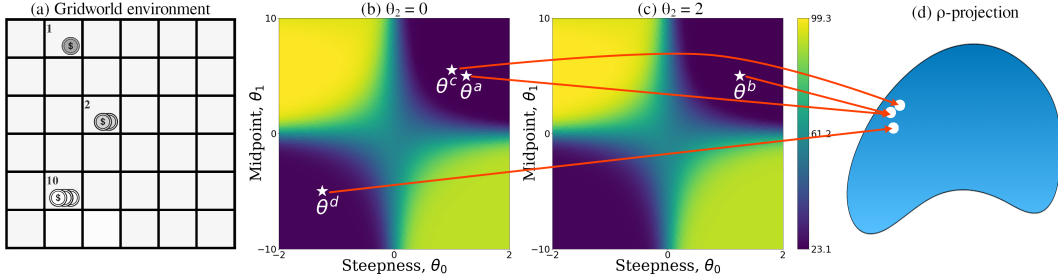 (a) Gridworld environment
1
$
2
$
10
$
(b) θ₂ = 0
10
0
−10
Midpoint, θ₁
θᶜ
θᵃ
θᵈ
−2
0
2
Steepness, θ₀
(c) θ₂ = 2
10
0
−10
Midpoint, θ₁
θᵇ
−2
0
2
Steepness, θ₀
99.3
61.2
23.1
(d) ρ-projection